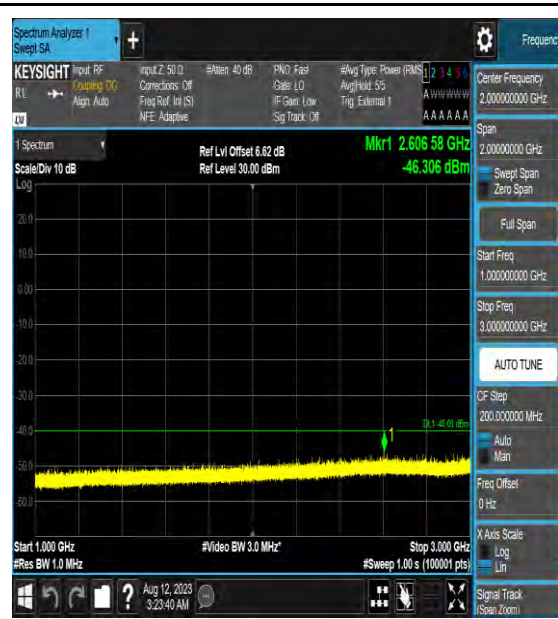 Spectrum Analyzer 1
Swept SA
Frequenc
KEYSIGHT
RL
Input: RF
Coupling: DC
Align: Auto
Input Z: 50 Ω
Corrections: Off
Freq Ref: Int (S)
NFE: Adaptive
#Atten: 40 dB
PNO: Fast
Gate: LO
IF Gain: Low
Sig Track: Off
#Avg Type: Power (RMS
Avg|Hold: 5/5
Trig: External 1
1 2 3 4 5 6
A W W W W W
A A A A A A
Center Frequency
2.000000000 GHz
Span
2.00000000 GHz
Swept Span
Zero Span
Full Span
Start Freq
1.000000000 GHz
Stop Freq
3.000000000 GHz
AUTO TUNE
CF Step
200.000000 MHz
Auto
Man
Freq Offset
0 Hz
X Axis Scale
Log
Lin
Signal Track
(Span Zoom)
1 Spectrum
Scale/Div 10 dB
Log
Ref Lvl Offset 6.62 dB
Ref Level 30.00 dBm
Mkr1 2.606 58 GHz
-46.306 dBm
20.0
10.0
0.00
-10.0
-20.0
-30.0
-40.0
-50.0
-60.0
DL1 -40.00 dBm
1
Start 1.000 GHz
#Res BW 1.0 MHz
#Video BW 3.0 MHz*
Stop 3.000 GHz
#Sweep 1.00 s (100001 pts)
?
Aug 12, 2023
3:23:40 AM